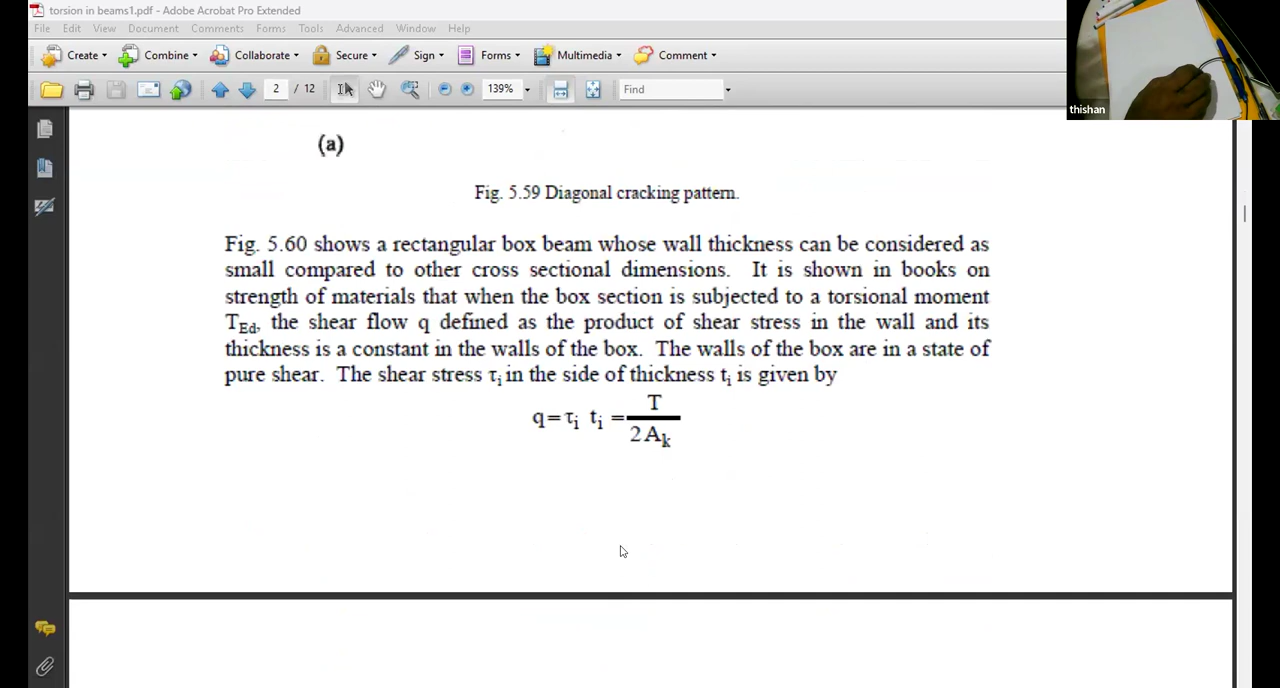 torsion in beams1.pdf - Adobe Acrobat Pro Extended
File Edit View Document Comments Forms Tools Advanced Window Help
Create Combine Collaborate Secure Sign Forms Multimedia Comment
2 / 12 139% Find
thishan
(a)
Fig. 5.59 Diagonal cracking pattern.
Fig. 5.60 shows a rectangular box beam whose wall thickness can be considered as
small compared to other cross sectional dimensions. It is shown in books on
strength of materials that when the box section is subjected to a torsional moment
T_Ed, the shear flow q defined as the product of shear stress in the wall and its
thickness is a constant in the walls of the box. The walls of the box are in a state of
pure shear. The shear stress τ_i in the side of thickness t_i is given by
q=τ_i t_i = T / 2A_k